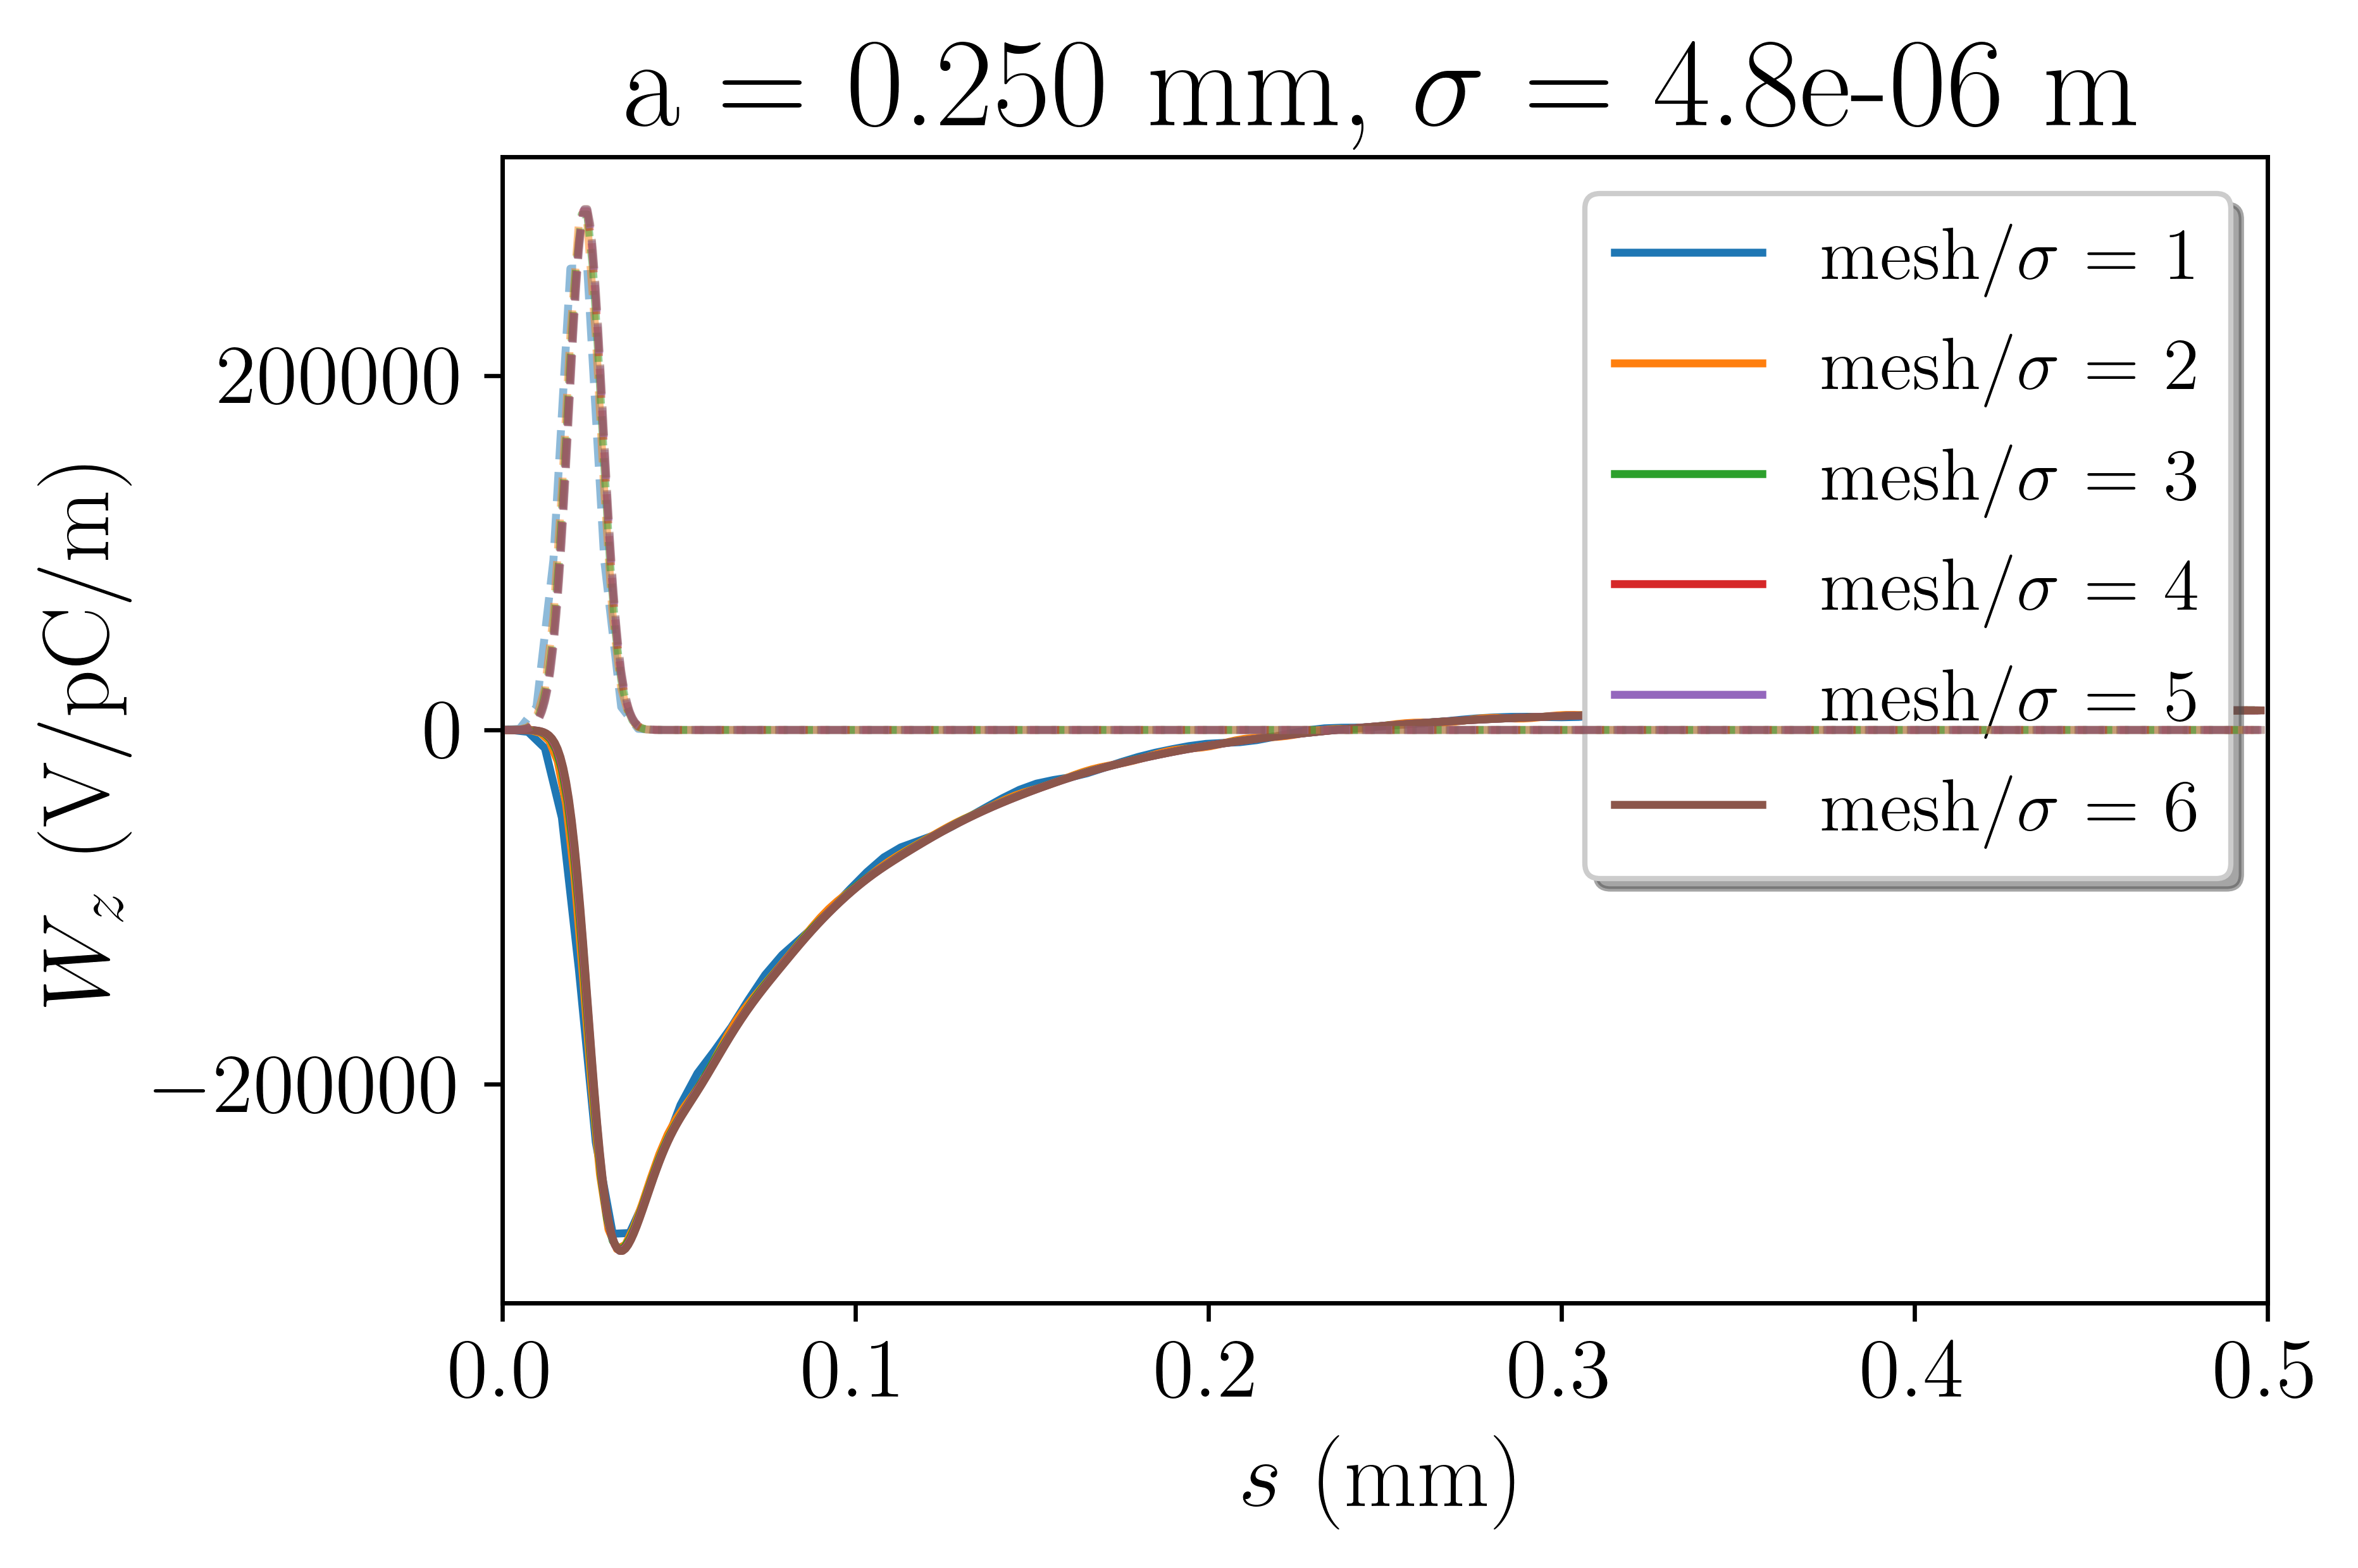 a = 0.250 mm, σ = 4.8e-06 m
mesh/σ = 1
mesh/σ = 2
mesh/σ = 3
mesh/σ = 4
mesh/σ = 5
mesh/σ = 6
W_z (V/pC/m)
200000
0
−200000
0.0 0.1 0.2 0.3 0.4 0.5
s (mm)